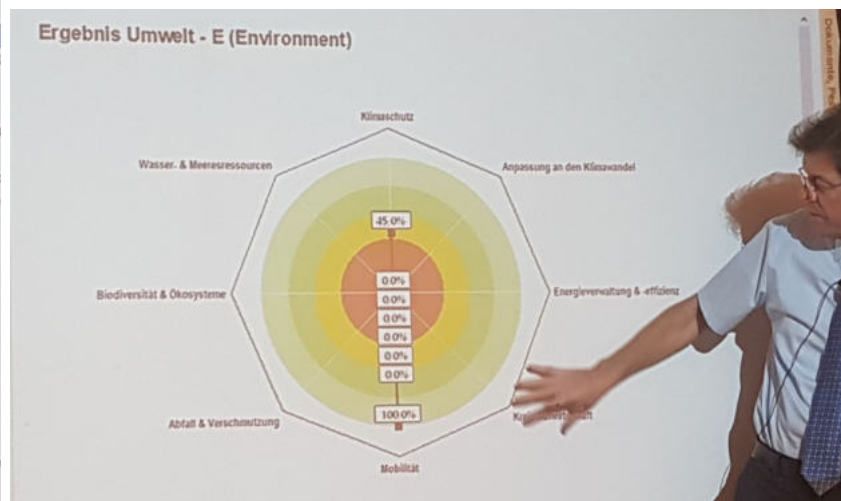 Ergebnis Umwelt - E (Environment)
Klimaschutz
Wasser- & Meeresressourcen
Anpassung an den Klimawandel
45.0%
0.0%
Biodiversität & Ökosysteme
Energieverwaltung & -effizienz
0.0%
0.0%
0.0%
0.0%
0.0%
100.0%
Abfall & Verschmutzung
Mobilität
Dokumente,